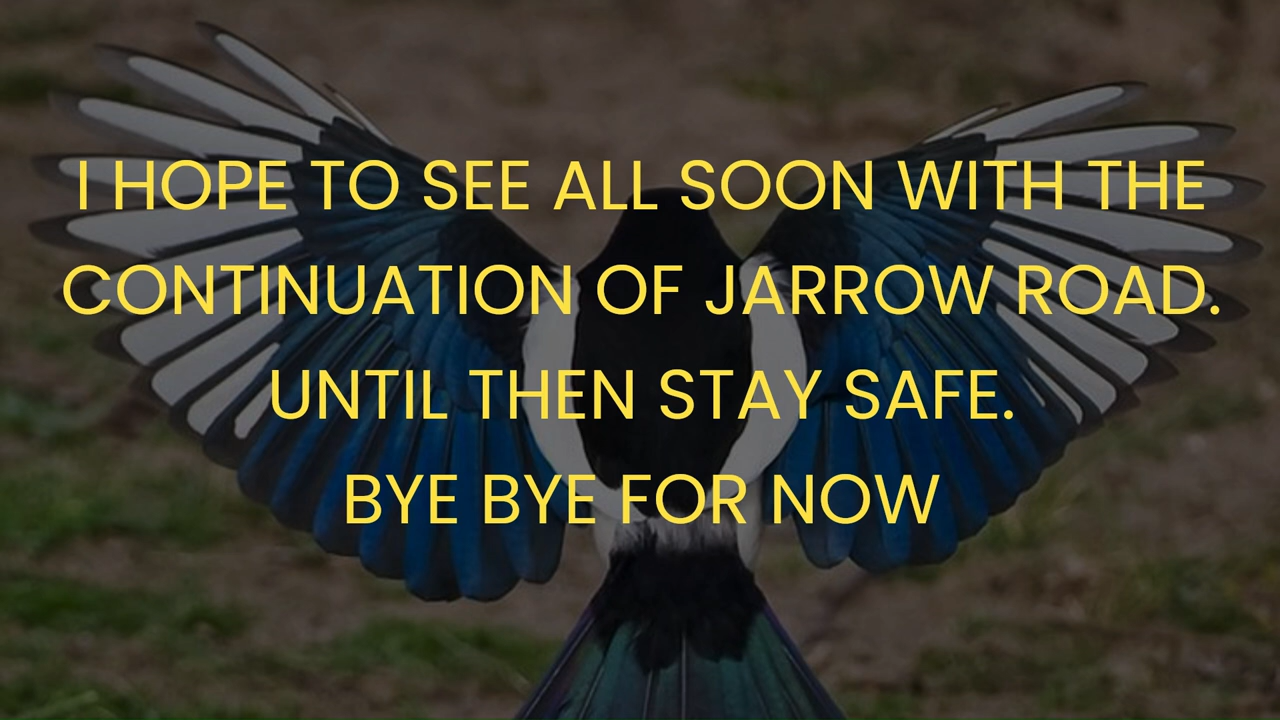 I HOPE TO SEE ALL SOON WITH THE
CONTINUATION OF JARROW ROAD.
UNTIL THEN STAY SAFE.
BYE BYE FOR NOW